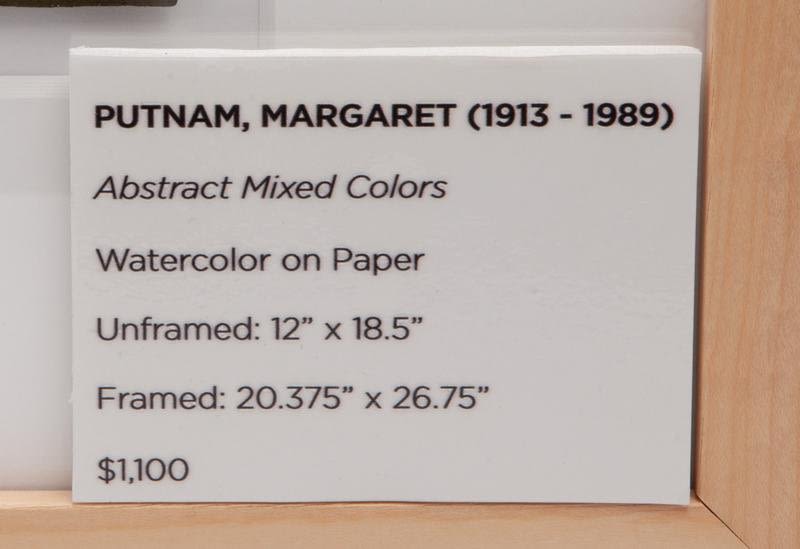 PUTNAM, MARGARET (1913 - 1989)
Abstract Mixed Colors
Watercolor on Paper
Unframed: 12” x 18.5”
Framed: 20.375” x 26.75”
$1,100